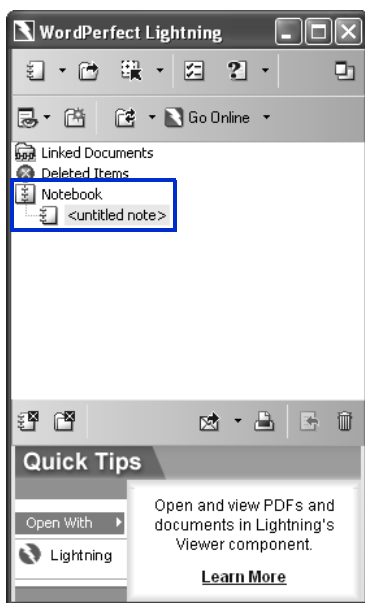 WordPerfect Lightning
Go Online
Linked Documents
Deleted Items
Notebook
<untitled note>
Quick Tips
Open With
Lightning
Open and view PDFs and
documents in Lightning's
Viewer component.
Learn More